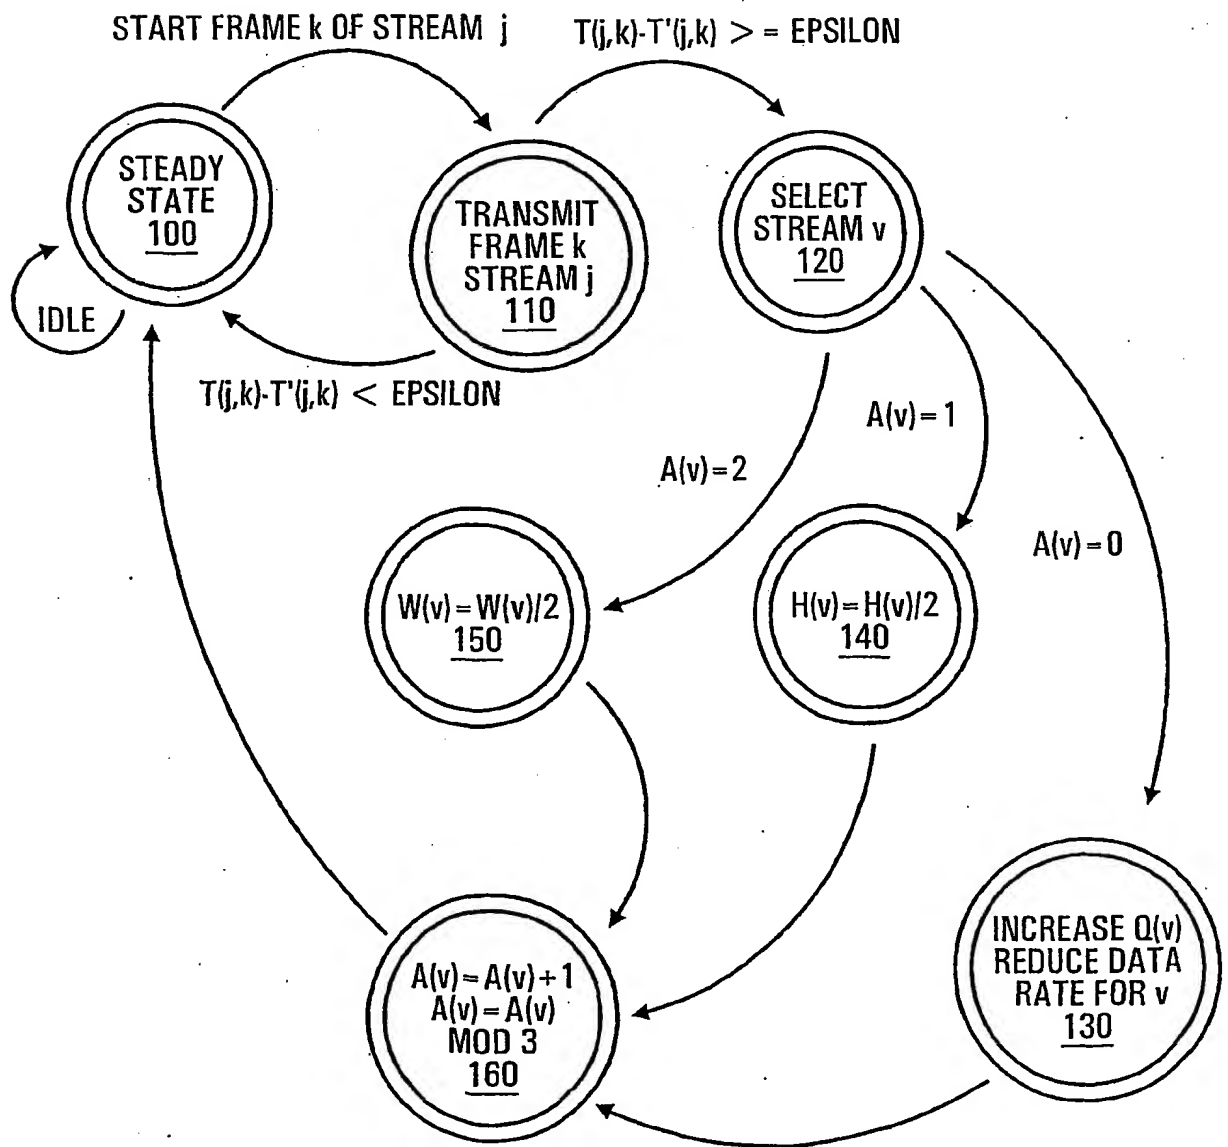 START FRAME k OF STREAM j
T(j,k)-T'(j,k) > = EPSILON
STEADY
STATE
100
TRANSMIT
FRAME k
STREAM j
110
SELECT
STREAM v
120
IDLE
T(j,k)-T'(j,k) < EPSILON
A(v)=1
A(v)=2
A(v)=0
W(v)=W(v)/2
150
H(v)=H(v)/2
140
A(v)=A(v)+1
A(v)=A(v)
MOD 3
160
INCREASE Q(v)
REDUCE DATA
RATE FOR v
130